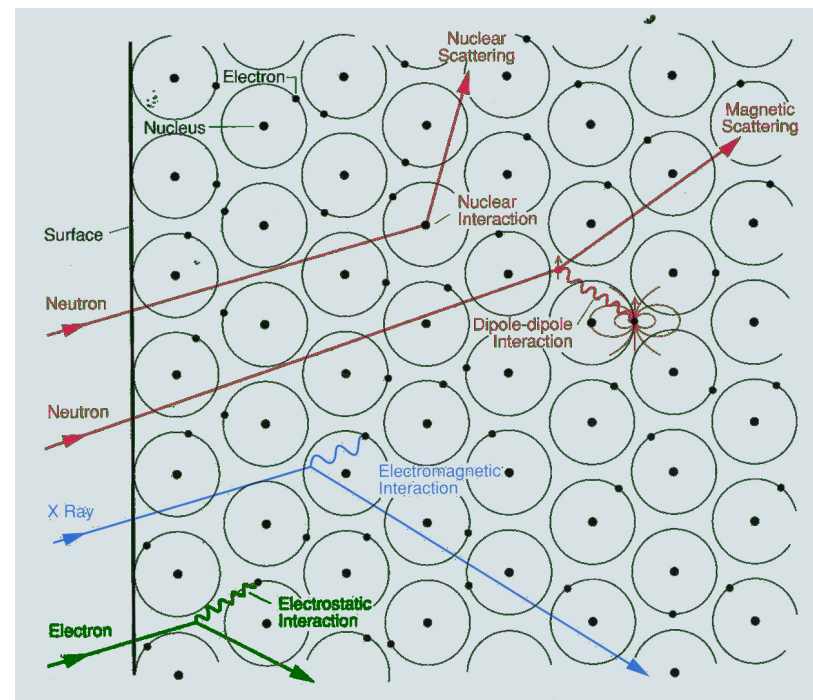 Nuclear
Scattering
Electron
Magnetic
Scattering
Nucleus
Nuclear
Interaction
Surface
Neutron
Dipole-dipole
Interaction
Neutron
Electromagnetic
Interaction
X Ray
Electrostatic
Interaction
Electron